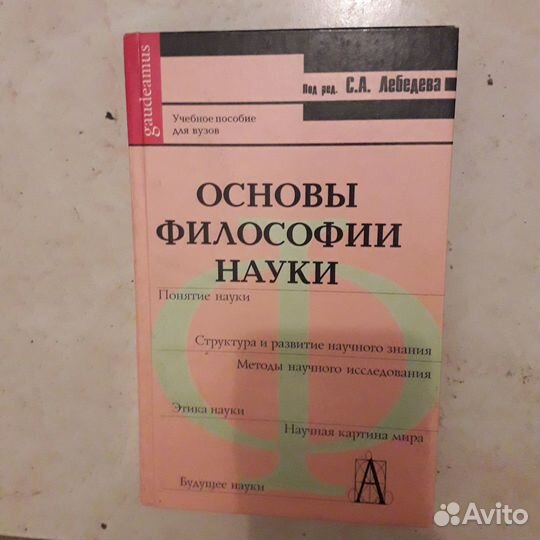 gaudeamus
Под ред. С.А. Лебедева
Учебное пособие
для вузов
ОСНОВЫ
ФИЛОСОФИИ
НАУКИ
Понятие науки
Структура и развитие научного знания
Методы научного исследования
Этика науки
Научная картина мира
Будущее науки
Ф
А
Avito